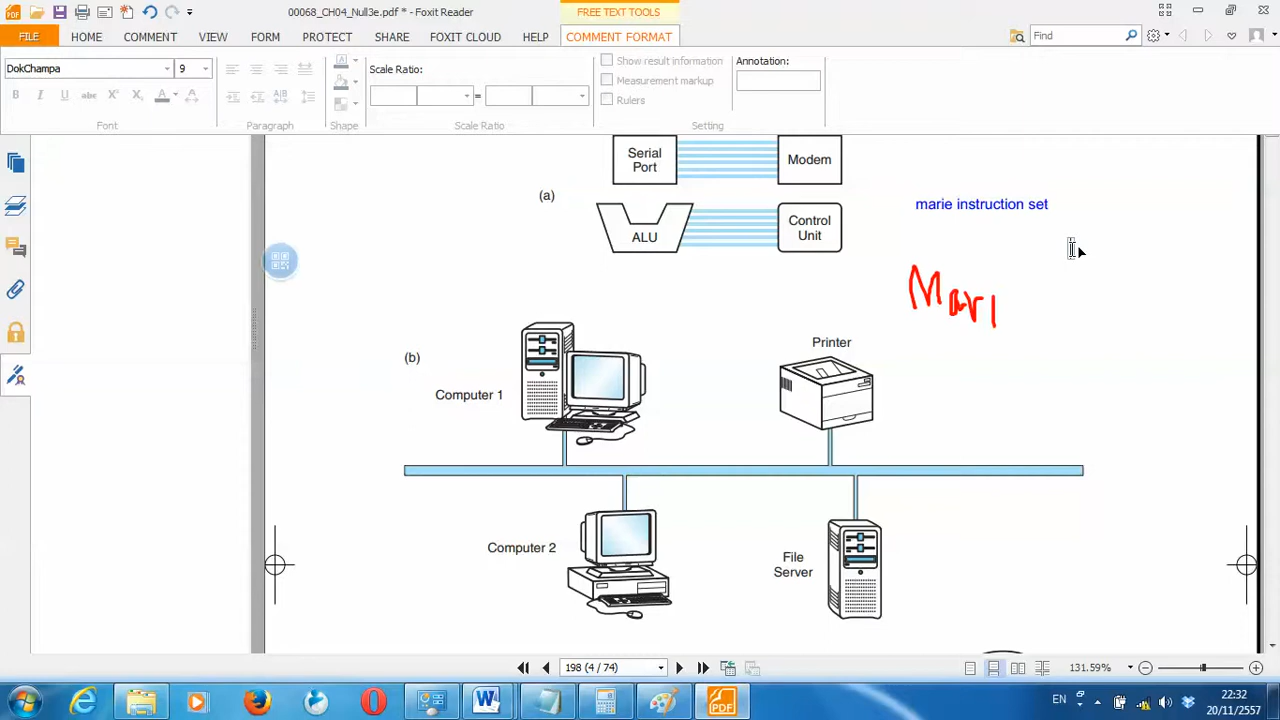 00068_CH04_Null3e.pdf * - Foxit Reader
FREE TEXT TOOLS
FILE
HOME
COMMENT
VIEW
FORM
PROTECT
SHARE
FOXIT CLOUD
HELP
COMMENT FORMAT
Find
DokChampa
9
Scale Ratio:
Show result information
Measurement markup
Rulers
Annotation:
Font
Paragraph
Shape
Scale Ratio
Setting
Serial
Port
Modem
(a)
ALU
Control
Unit
marie instruction set
Mari
(b)
Computer 1
Printer
Computer 2
File
Server
198 (4 / 74)
131.59%
EN
22:32
20/11/2557